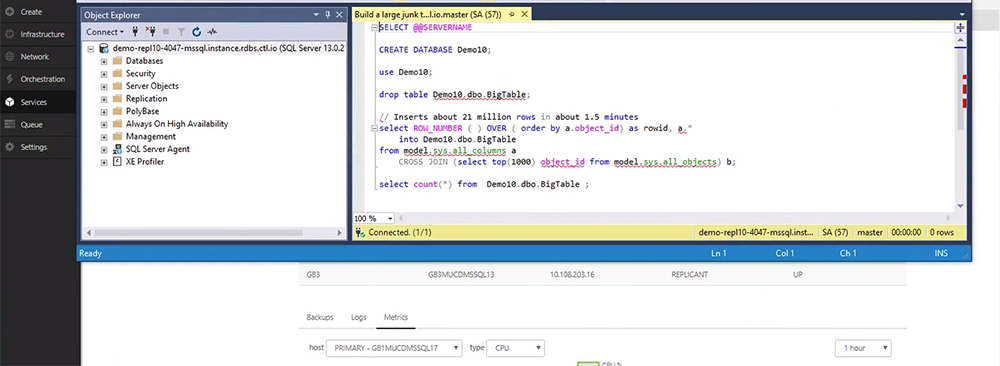 Create
Infrastructure
Network
Orchestration
Services
Queue
Settings
Object Explorer
Connect
demo-repl10-4047-mssql.instance.rdbs.ctl.io (SQL Server 13.0.2
Databases
Security
Server Objects
Replication
PolyBase
Always On High Availability
Management
SQL Server Agent
XE Profiler
Build a large junk t...l.io.master (SA (57))
SELECT @@SERVERNAME
CREATE DATABASE Demo10;
use Demo10;
drop table Demo10.dbo.BigTable;
// Inserts about 21 million rows in about 1.5 minutes
select ROW_NUMBER ( ) OVER ( order by a.object_id) as rowid, a.*
into Demo10.dbo.BigTable
from model.sys.all_columns a
CROSS JOIN (select top(1000) object_id from model.sys.all_objects) b;
select count(*) from Demo10.dbo.BigTable ;
100 %
Connected. (1/1)
demo-repl10-4047-mssql.inst... SA (57) master 00:00:00 0 rows
Ready Ln 1 Col 1 Ch 1 INS
GB3 GB3MUCDMSSQL13 10.108.203.16 REPLICANT UP
Backups Logs Metrics
host PRIMARY - GB1MUCDMSSQL17 type CPU 1 hour